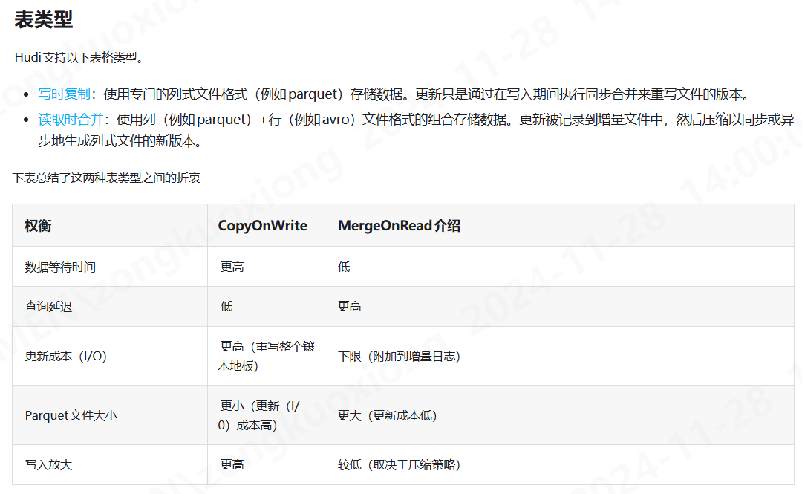 表类型
Hudi支持以下表格类型。
• 写时复制：使用专门的列式文件格式（例如parquet）存储数据。更新只是通过在写入期间执行同步合并来重写文件的版本。
• 读取时合并：使用列（例如parquet）+行（例如avro）文件格式的组合存储数据。更新被记录到增量文件中，然后压缩以同步或异
步地生成列式文件的新版本。
下表总结了这两种表类型之间的折衷
权衡 CopyOnWrite MergeOnRead 介绍
数据等待时间 更高 低
查询延迟 低 更高
更新成本（I/O） 更高（重写整个镶
木地板） 下限（附加到增量日志）
Parquet文件大小 更小（更新（I/
0）成本高） 更大（更新成本低）
写入放大 更高 较低（取决于压缩策略）
zongkuoxiong 2024-11-28 14:00:0